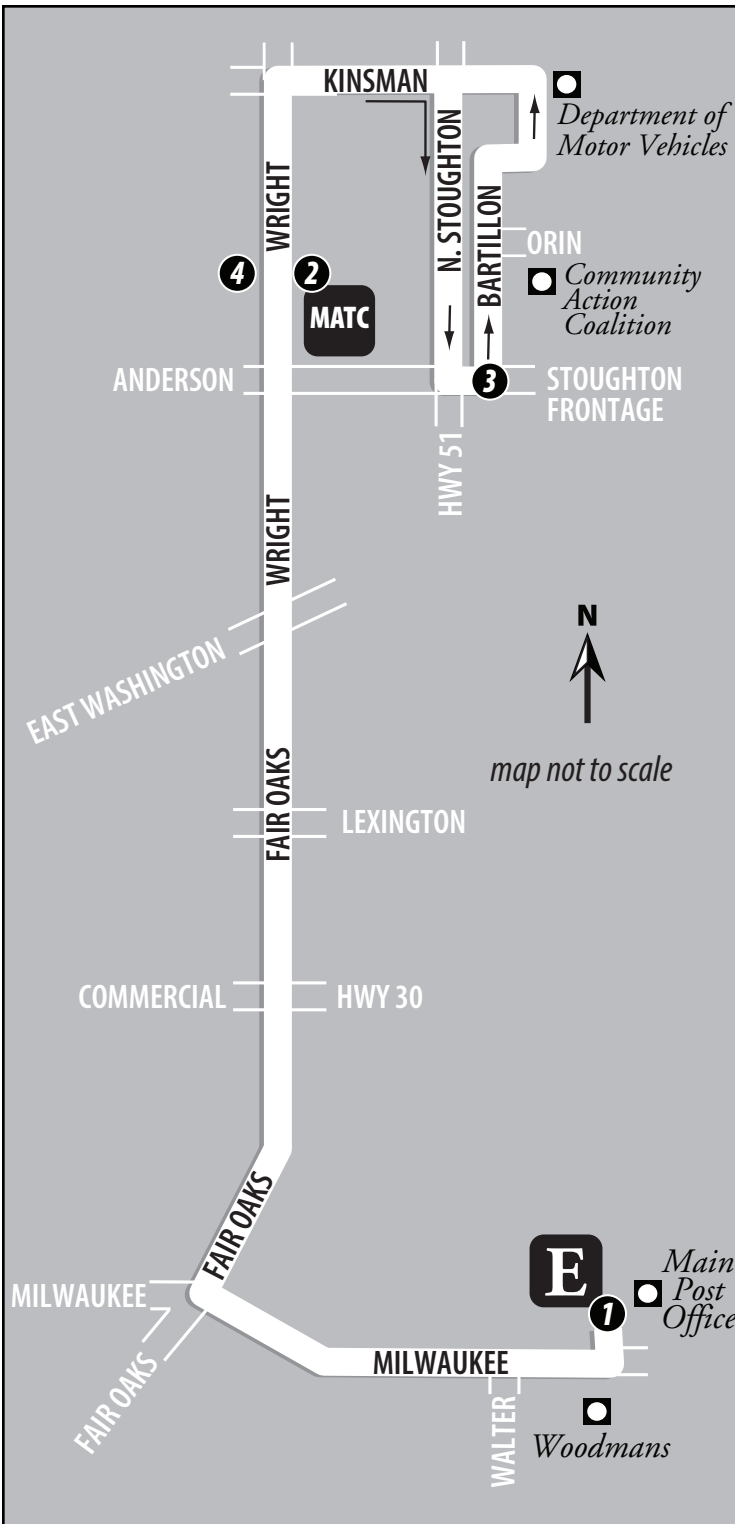 KINSMAN
Department of
Motor Vehicles
WRIGHT
N. STOUGHTON
BARTILLON
ORIN
4
2
MATC
Community
Action
Coalition
ANDERSON
3
STOUGHTON
FRONTAGE
HWY 51
WRIGHT
N
EAST WASHINGTON
map not to scale
FAIR OAKS
LEXINGTON
COMMERCIAL
HWY 30
FAIR OAKS
E
Main
Post
Office
MILWAUKEE
1
MILWAUKEE
FAIR OAKS
WALTER
Woodmans